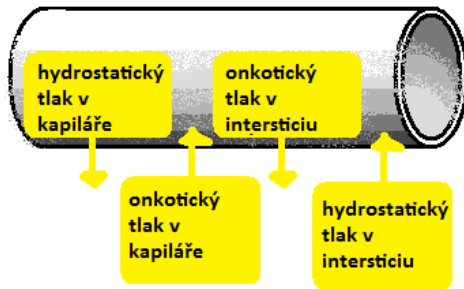 hydrostatický
tlak v
kapiláře
onkotický
tlak v
intersticiu
onkotický
tlak v
kapiláře
hydrostatický
tlak v
intersticiu